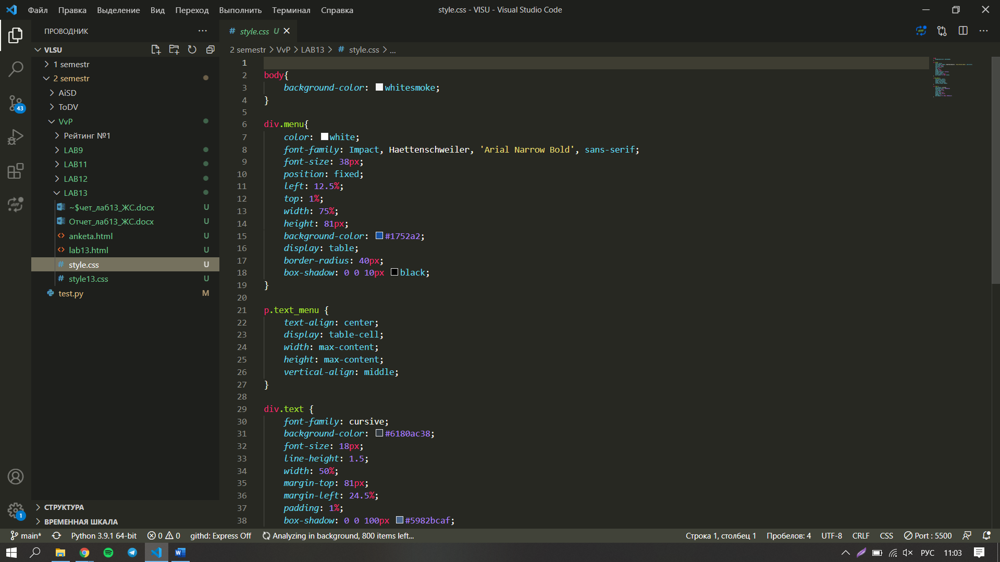 Файл Правка Выделение Вид Переход Выполнить Терминал Справка
style.css - VlSU - Visual Studio Code
ПРОВОДНИК
style.css U
VLSU
2 semestr > VvP > LAB13 > # style.css > ...
1 semestr
2 semestr
AiSD
ToDV
VvP
Рейтинг №1
LAB9
LAB11
LAB12
LAB13
~$чет_лаб13_ЖС.docx U
Отчет_лаб13_ЖС.docx U
anketa.html U
lab13.html U
style.css U
style13.css U
test.py M
СТРУКТУРА
ВРЕМЕННАЯ ШКАЛА
43
diff
1
1
2 body{
3 background-color: whitesmoke;
4 }
5
6 div.menu{
7 color: white;
8 font-family: Impact, Haettenschweiler, 'Arial Narrow Bold', sans-serif;
9 font-size: 38px;
10 position: fixed;
11 left: 12.5%;
12 top: 1%;
13 width: 75%;
14 height: 81px;
15 background-color: #1752a2;
16 display: table;
17 border-radius: 40px;
18 box-shadow: 0 0 10px black;
19 }
20
21 p.text_menu {
22 text-align: center;
23 display: table-cell;
24 width: max-content;
25 height: max-content;
26 vertical-align: middle;
27 }
28
29 div.text {
30 font-family: cursive;
31 background-color: #6180ac38;
32 font-size: 18px;
33 line-height: 1.5;
34 width: 50%;
35 margin-top: 81px;
36 margin-left: 24.5%;
37 padding: 1%;
38 box-shadow: 0 0 100px #5982bcaf;
main* Python 3.9.1 64-bit 0 0 githd: Express Off Analyzing in background, 800 items left...
Строка 1, столбец 1 Пробелов: 4 UTF-8 CRLF CSS Port : 5500
РУС 11:03